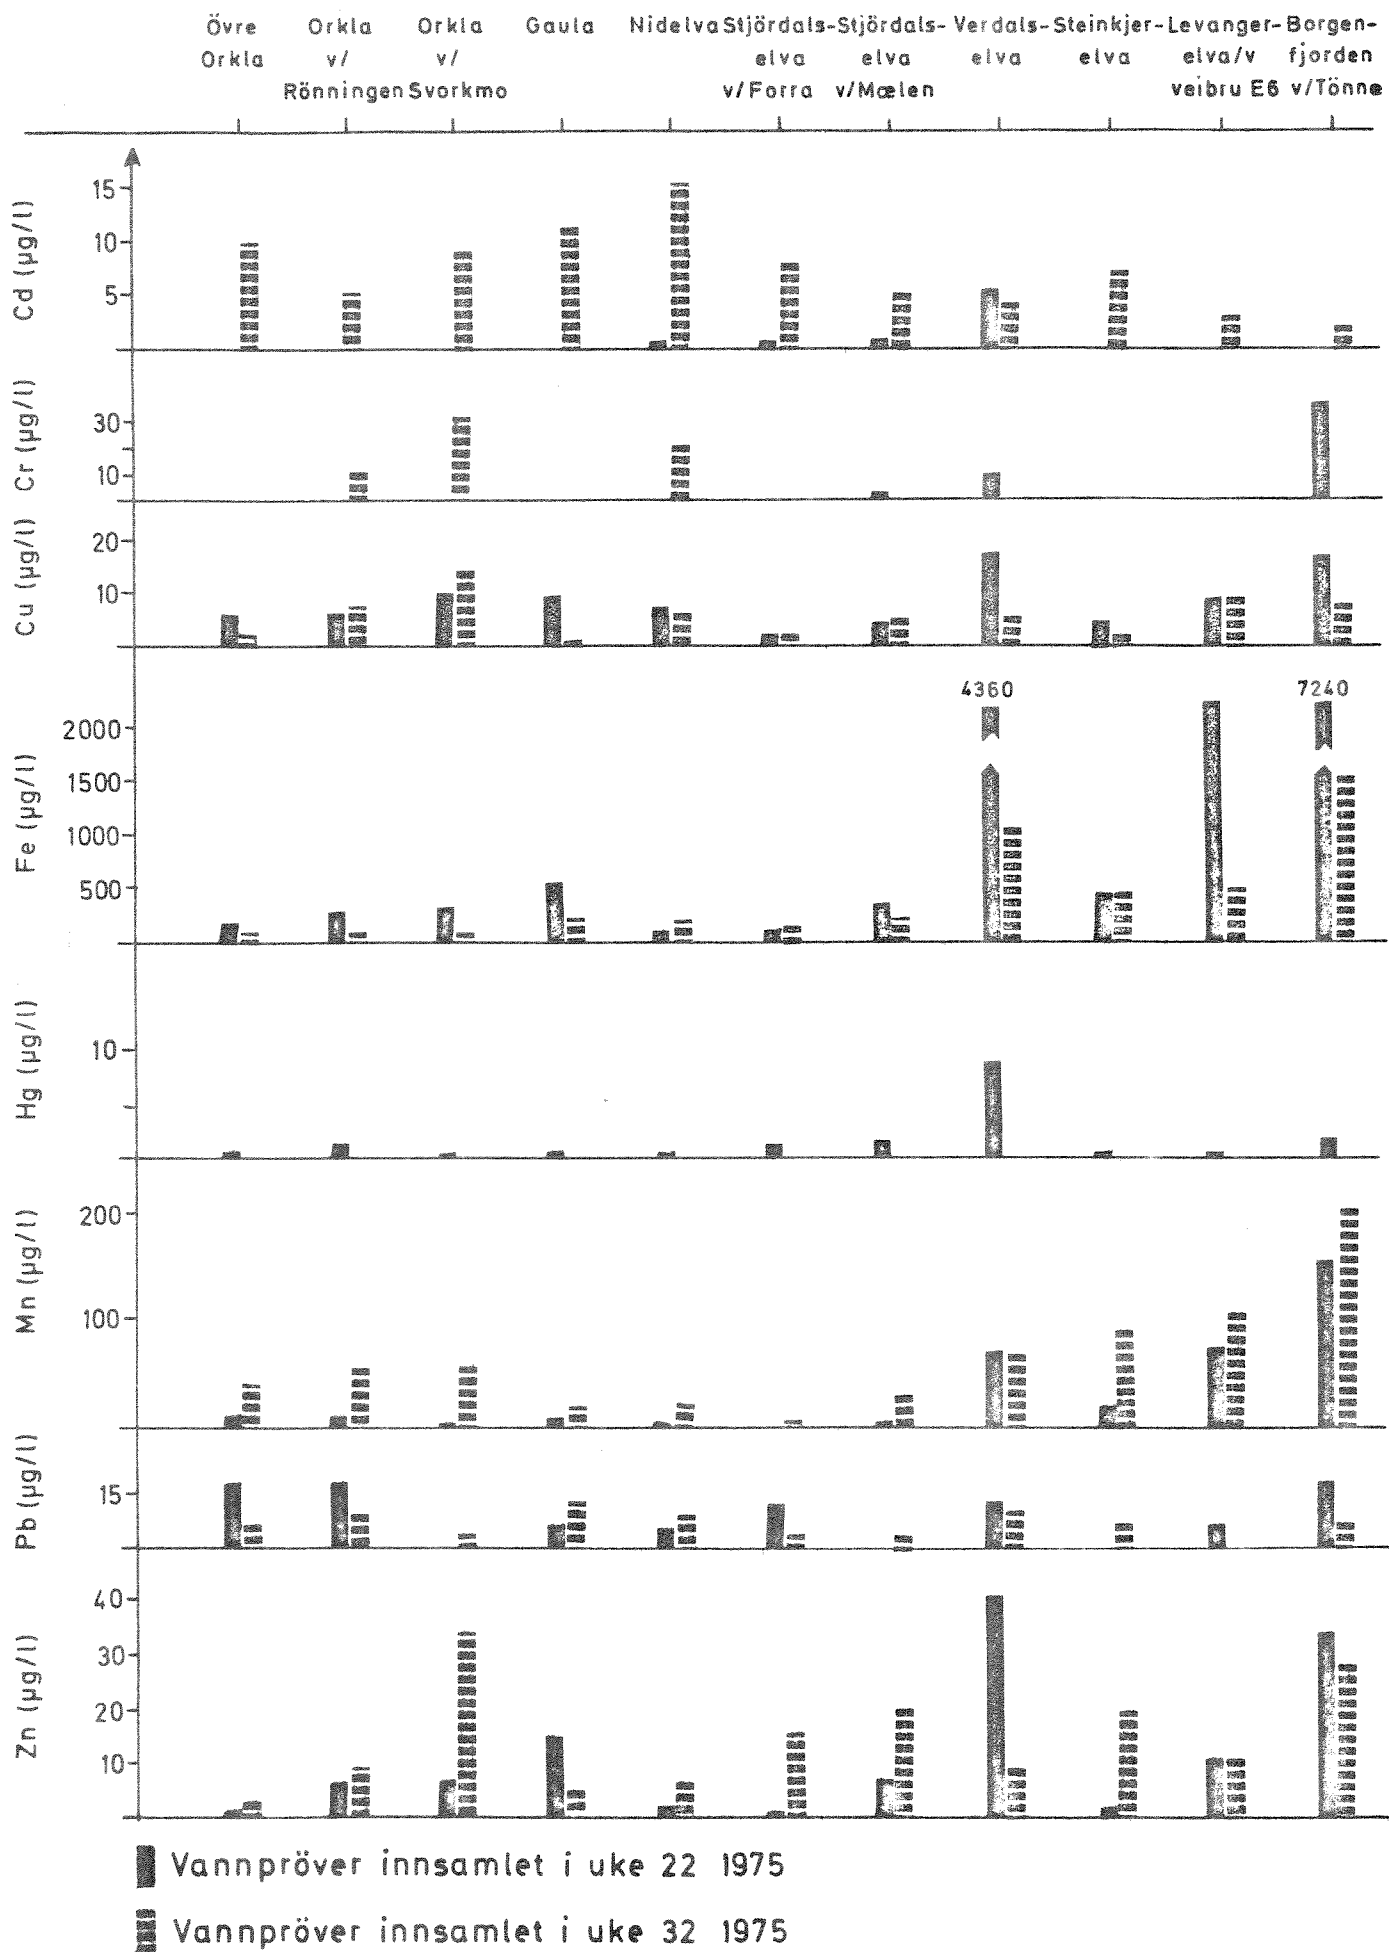 Övre Orkla Orkla Gaula Nidelva Stjördals- Stjördals- Verdals- Steinkjer- Levanger- Borgen-
Orkla v/ v/ elva elva elva elva elva/v fjorden
Rönningen Svorkmo v/Forra v/Mælen veibru E6 v/Tönne
Cd (µg/l)
15
10
5
Cr (µg/l)
30
10
Cu (µg/l)
20
10
Fe (µg/l)
4360 7240
2000
1500
1000
500
Hg (µg/l)
10
Mn (µg/l)
200
100
Pb (µg/l)
15
Zn (µg/l)
40
30
20
10
Vannpröver innsamlet i uke 22 1975
Vannpröver innsamlet i uke 32 1975